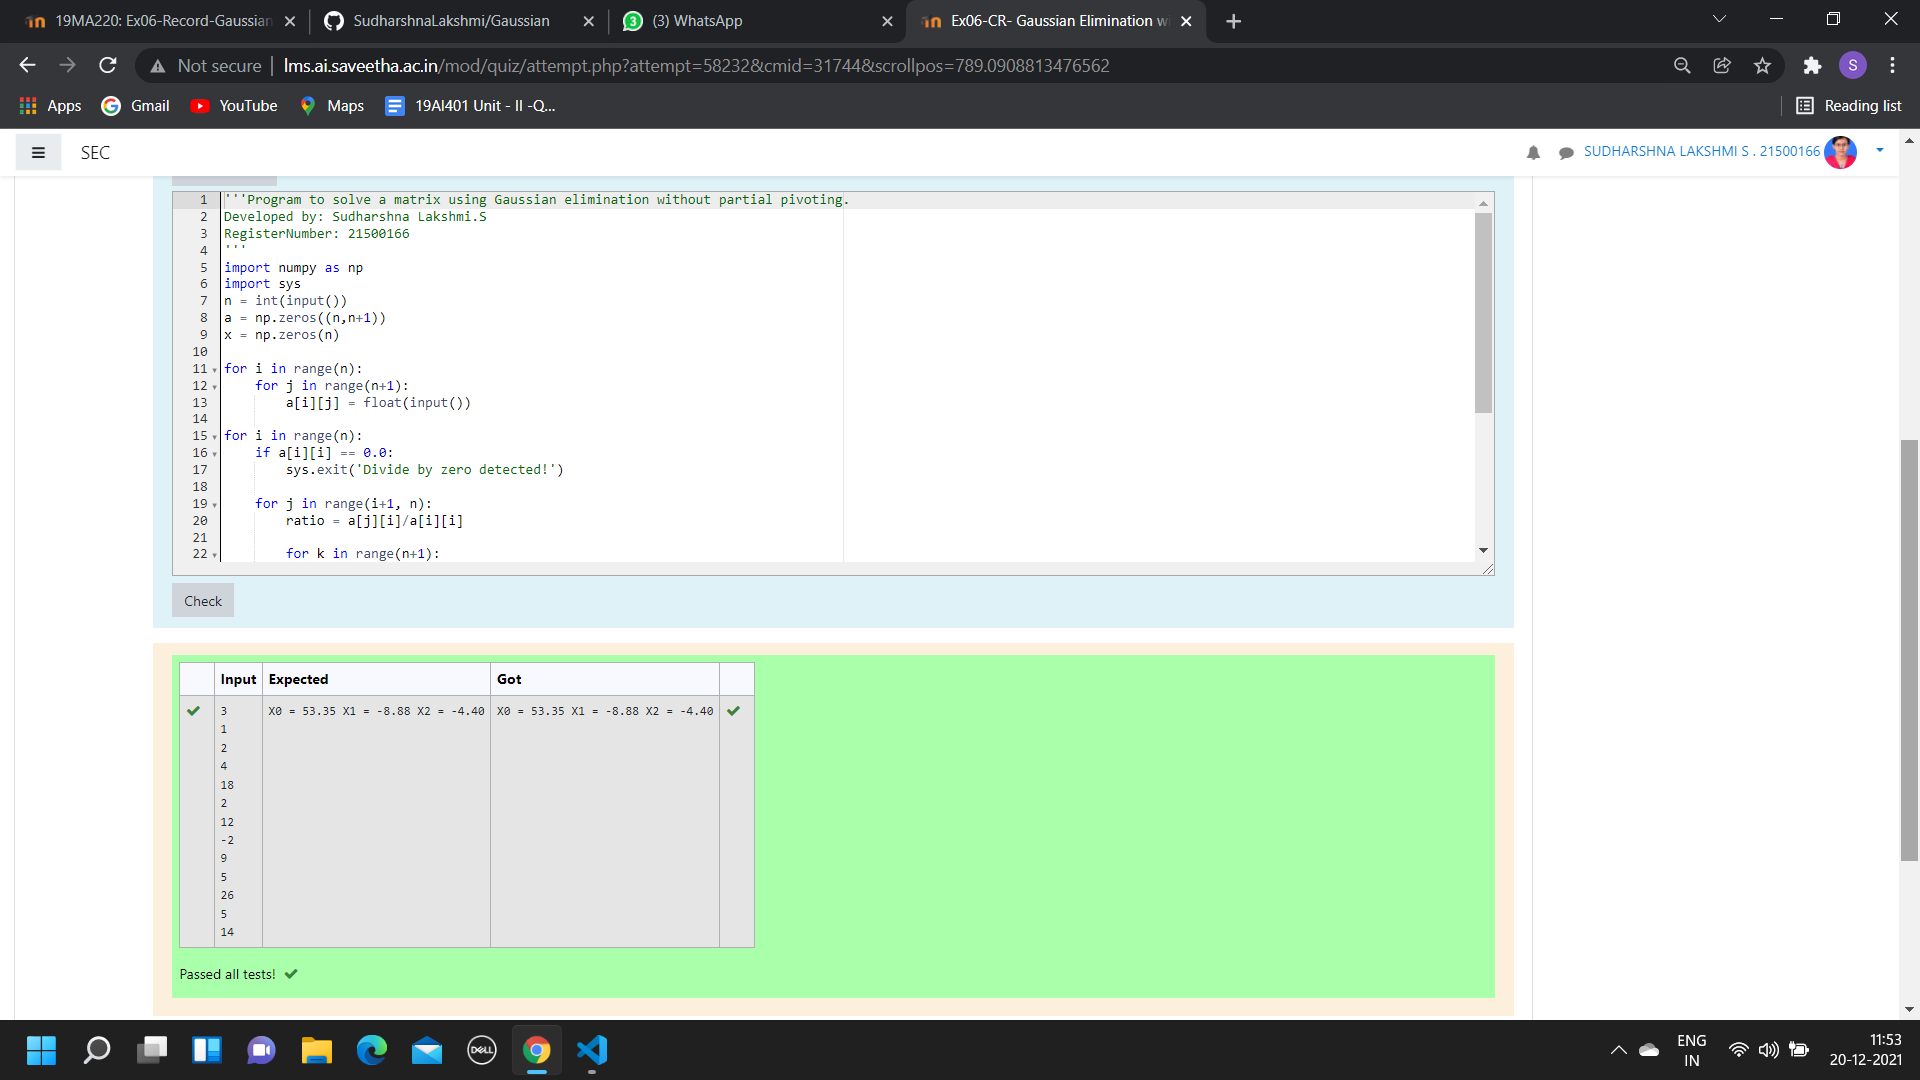 19MA220: Ex06-Record-Gaussian
SudharshnaLakshmi/Gaussian
3
(3) WhatsApp
Ex06-CR- Gaussian Elimination wi
Not secure
lms.ai.saveetha.ac.in/mod/quiz/attempt.php?attempt=58232&cmid=31744&scrollpos=789.0908813476562
S
Apps
Gmail
YouTube
Maps
19AI401 Unit - II -Q...
Reading list
SEC
SUDHARSHNA LAKSHMI S . 21500166
1 '''Program to solve a matrix using Gaussian elimination without partial pivoting.
2 Developed by: Sudharshna Lakshmi.S
3 RegisterNumber: 21500166
4 '''
5 import numpy as np
6 import sys
7 n = int(input())
8 a = np.zeros((n,n+1))
9 x = np.zeros(n)
10
11 for i in range(n):
12     for j in range(n+1):
13         a[i][j] = float(input())
14
15 for i in range(n):
16     if a[i][i] == 0.0:
17         sys.exit('Divide by zero detected!')
18
19     for j in range(i+1, n):
20         ratio = a[j][i]/a[i][i]
21
22         for k in range(n+1):
Check
Input Expected Got
3 X0 = 53.35 X1 = -8.88 X2 = -4.40 X0 = 53.35 X1 = -8.88 X2 = -4.40
1
2
4
18
2
12
-2
9
5
26
5
14
Passed all tests!
DELL
ENG
IN
11:53
20-12-2021